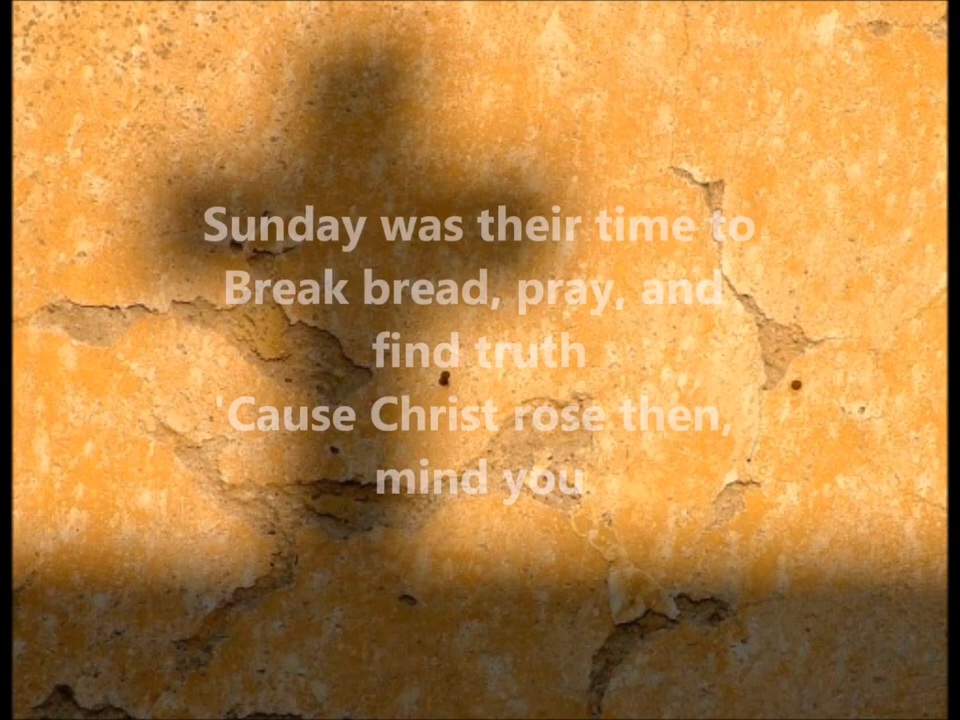 Sunday was their time to
Break bread, pray, and
find truth
'Cause Christ rose then,
mind you